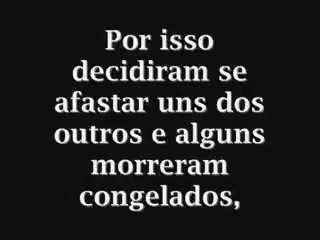 Por isso
decidiram se
afastar uns dos
outros e alguns
morreram
congelados,